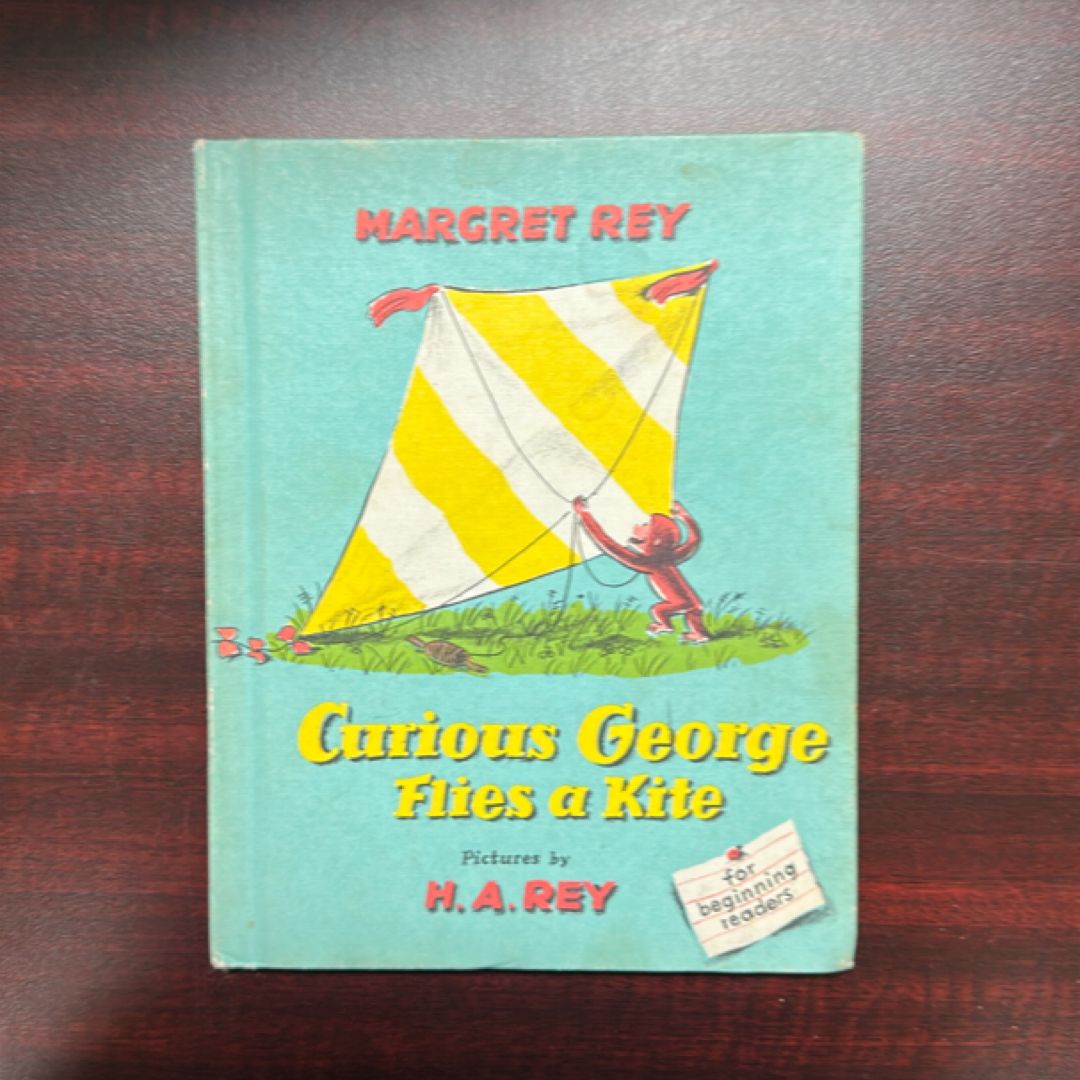 MARGRET REY
Curious George
Flies a Kite
Pictures by
H. A. REY
for
beginning
readers